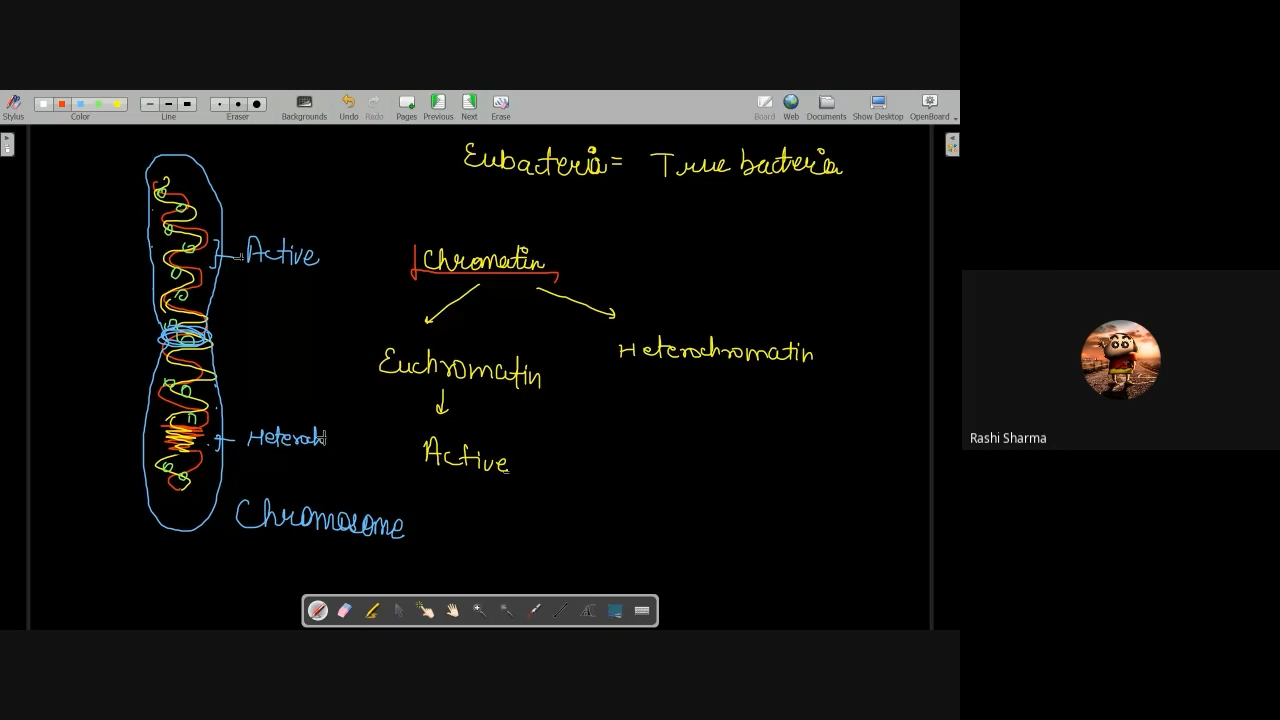 Stylus
Color
Line
Eraser
Backgrounds
Undo
Redo
Pages
Previous
Next
Erase
Board
Web
Documents
Show Desktop
OpenBoard
Eubacteria = True bacteria
Active
Chromatin
Euchromatin
Heterochromatin
Active
Heteroch
Chromosome
Rashi Sharma